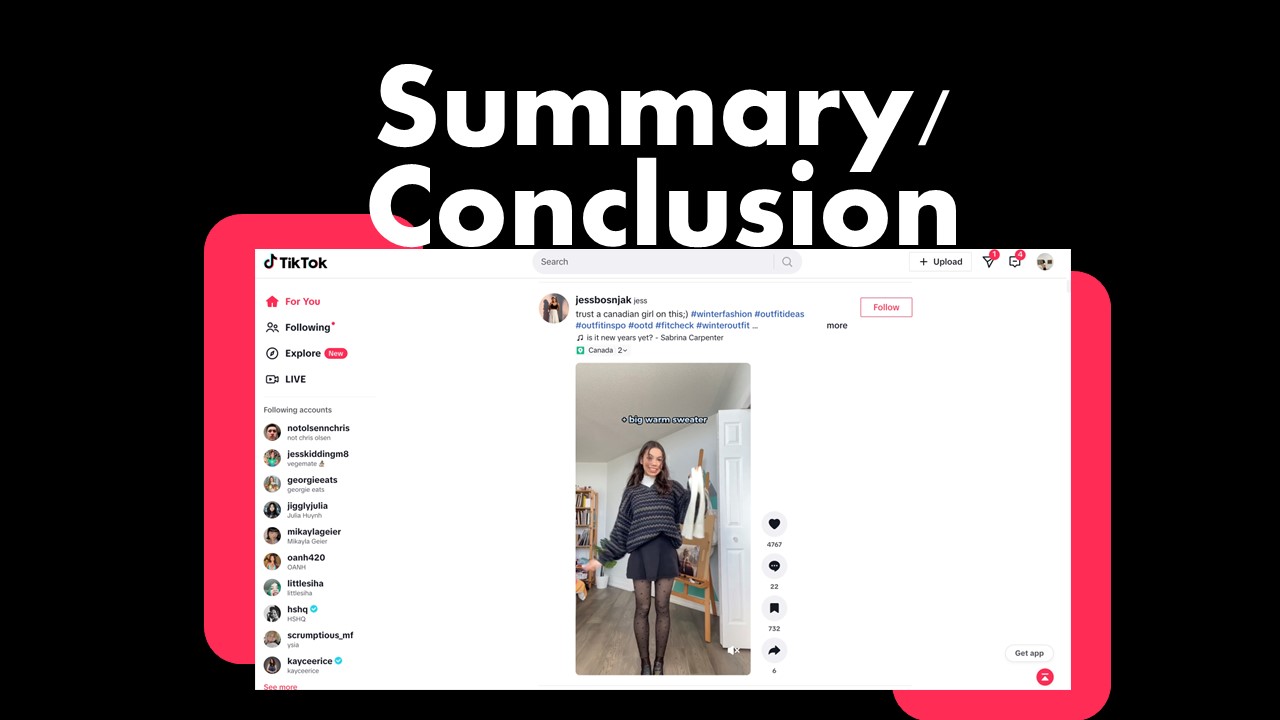 Summary/
Conclusion
TikTok
Search
+ Upload
1
4
For You
Following
Explore New
LIVE
Following accounts
notolsennchris
not chris olsen
jesskiddingm8
vegemate
georgieeats
georgie eats
jigglyjulia
Julia Huynh
mikaylageier
Mikayla Geier
oanh420
OANH
littlesiha
littlesiha
hshq
HSHQ
scrumptious_mf
ysia
kayceerice
kayceerice
See more
jessbosnjak jess
Follow
trust a canadian girl on this;) #winterfashion #outfitideas
#outfitinspo #ootd #fitcheck #winteroutfit ... more
is it new years yet? - Sabrina Carpenter
Canada 2
+ big warm sweater
4767
22
732
6
Get app